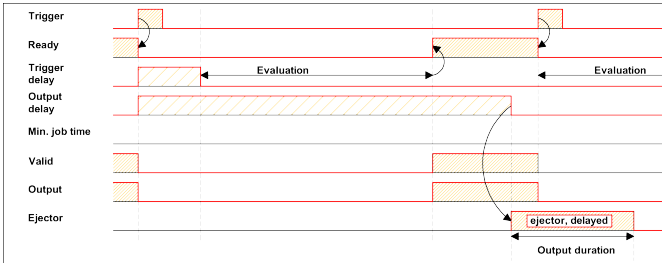 Trigger
Ready
Trigger
delay
Evaluation
Evaluation
Output
delay
Min. job time
Valid
Output
Ejector
ejector, delayed
Output duration